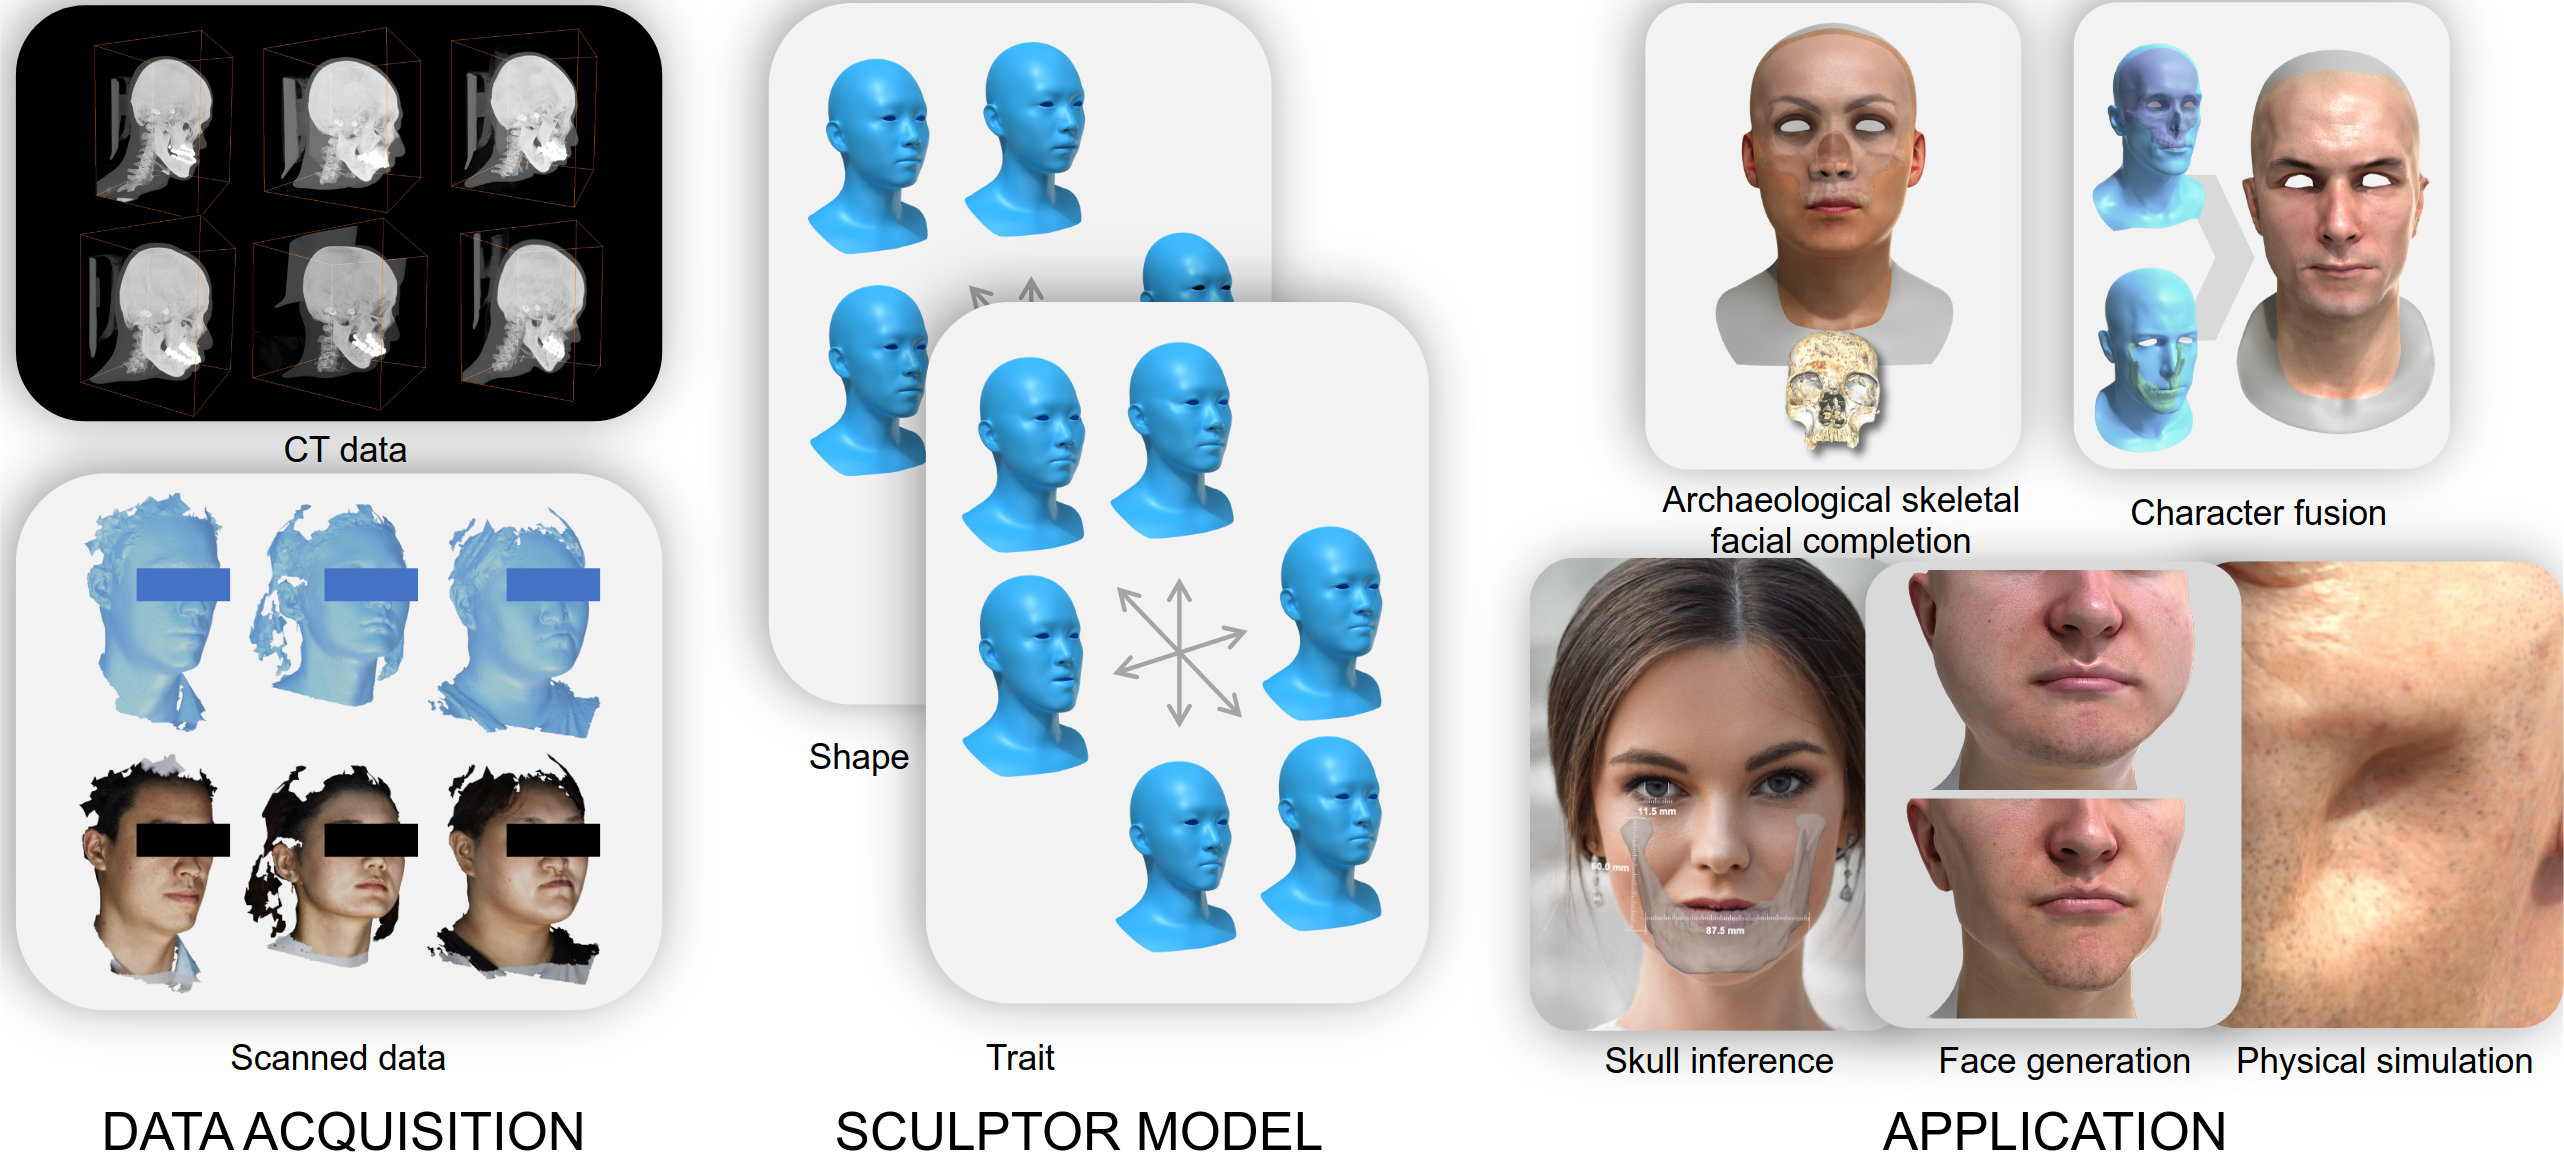 CT data
Scanned data
DATA ACQUISITION
Shape
Trait
SCULPTOR MODEL
Archaeological skeletal
facial completion
Character fusion
11.5 mm
60.0 mm
87.5 mm
Skull inference
Face generation
Physical simulation
APPLICATION